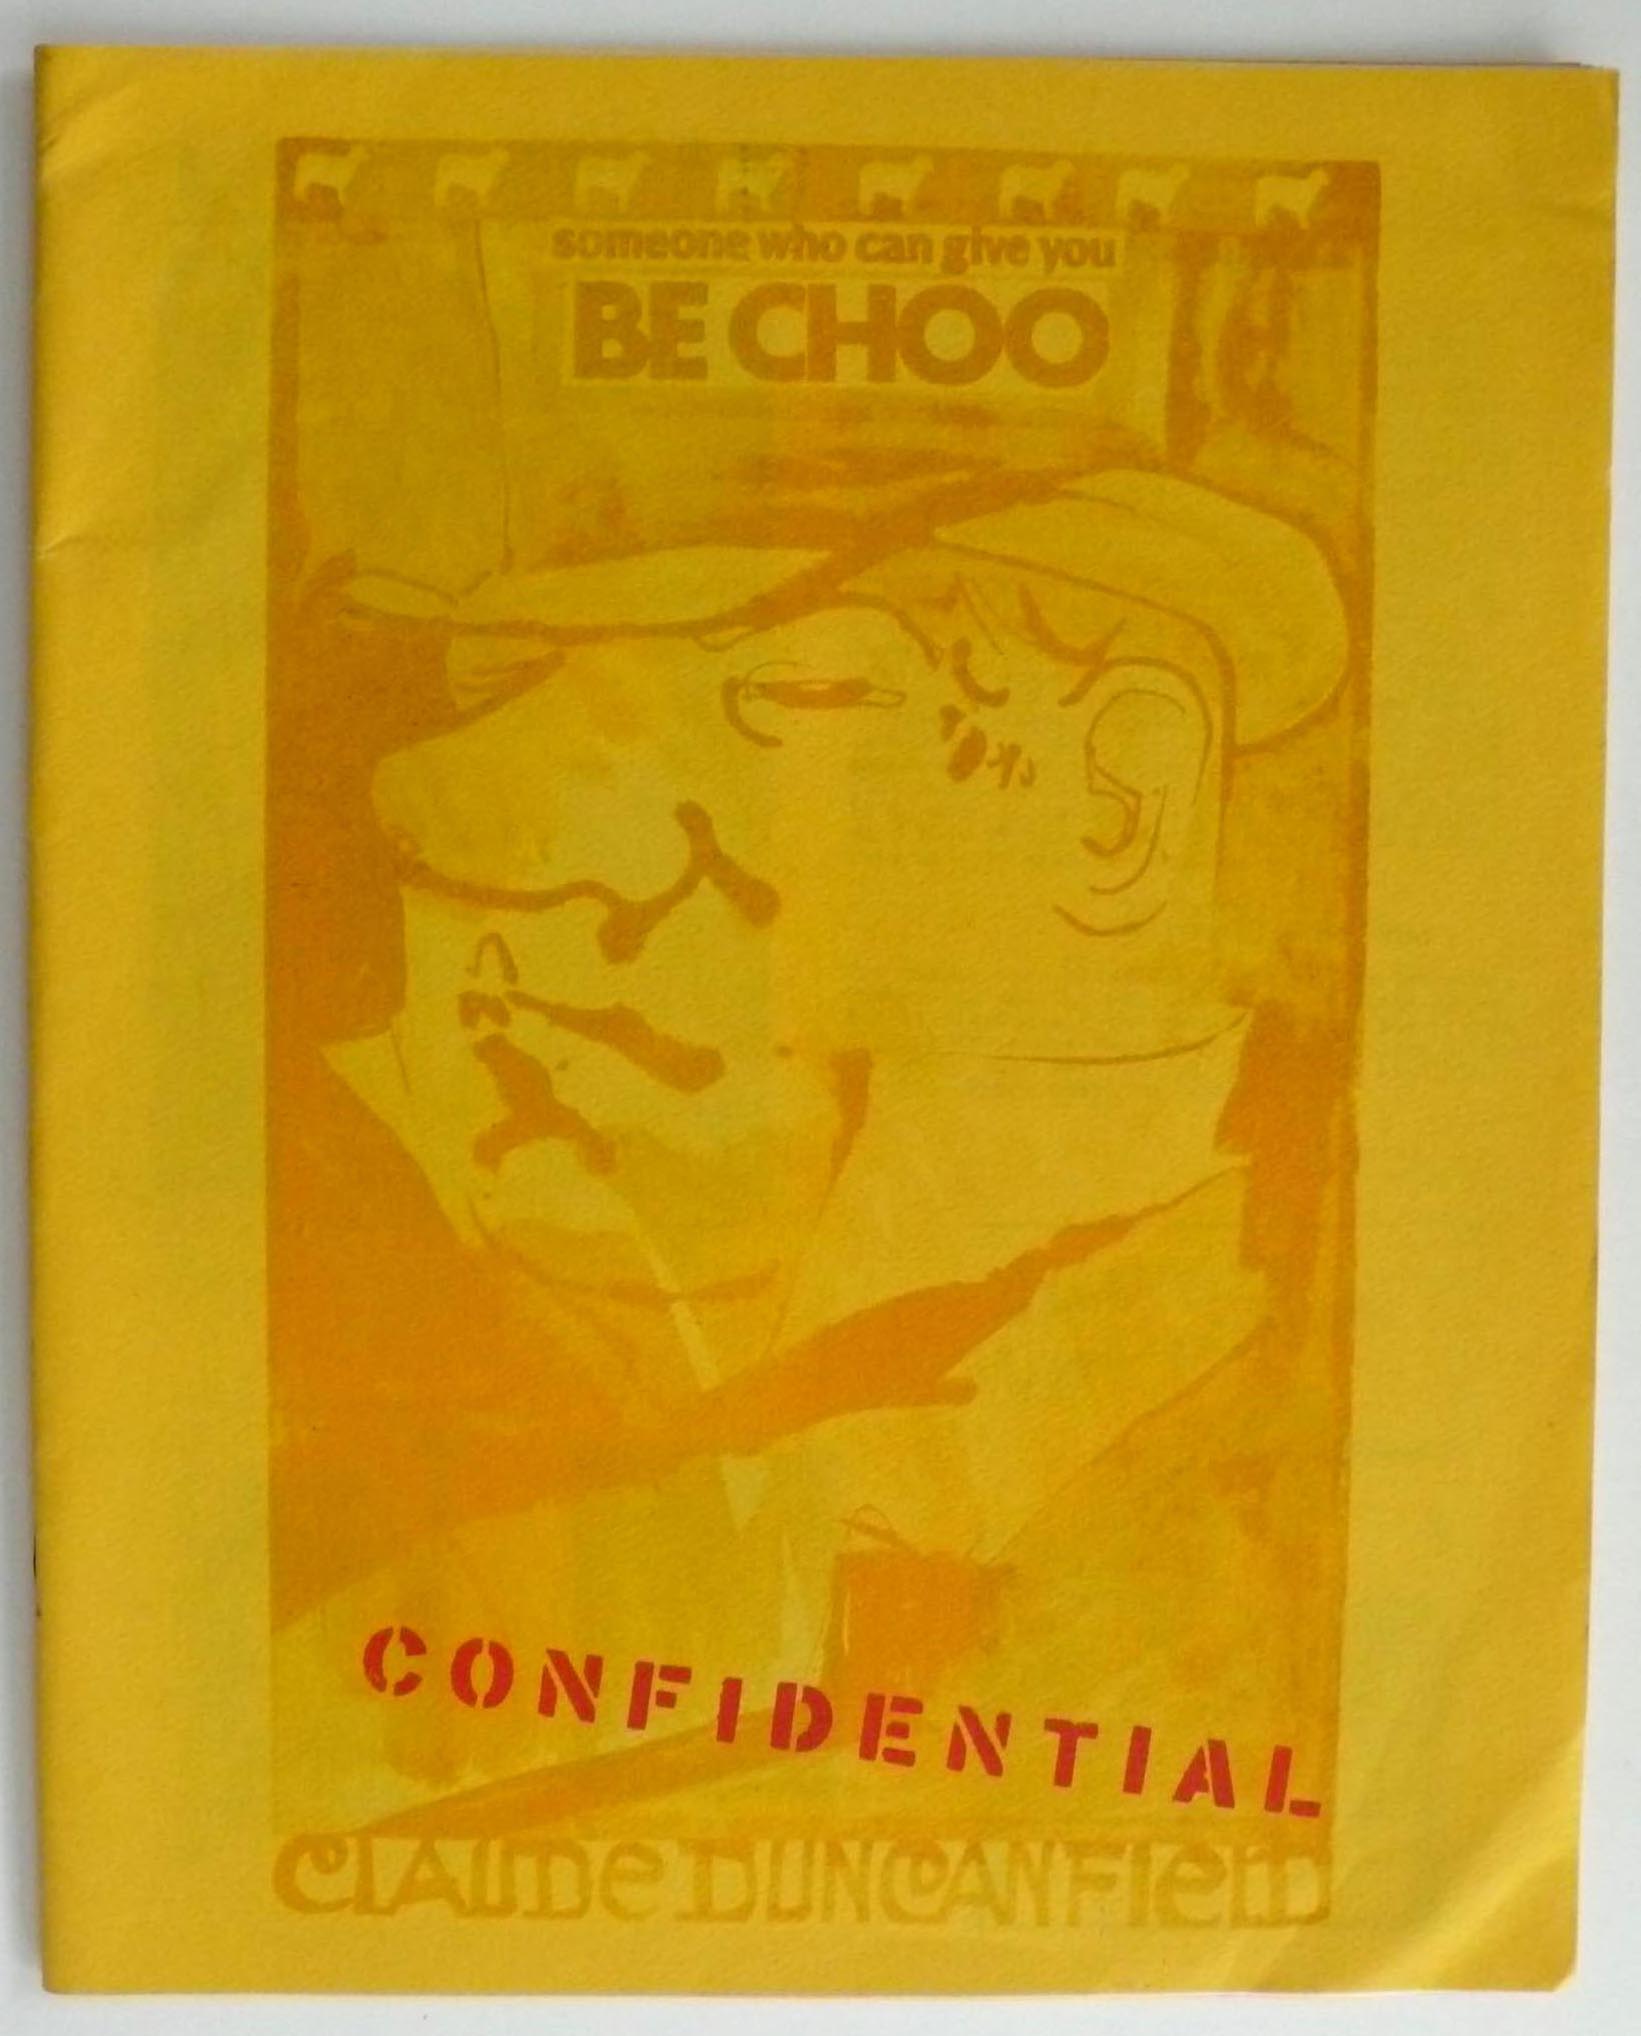 someone who can give you
BE CHOO
CONFIDENTIAL
CLAUDE DUNCANFIELD